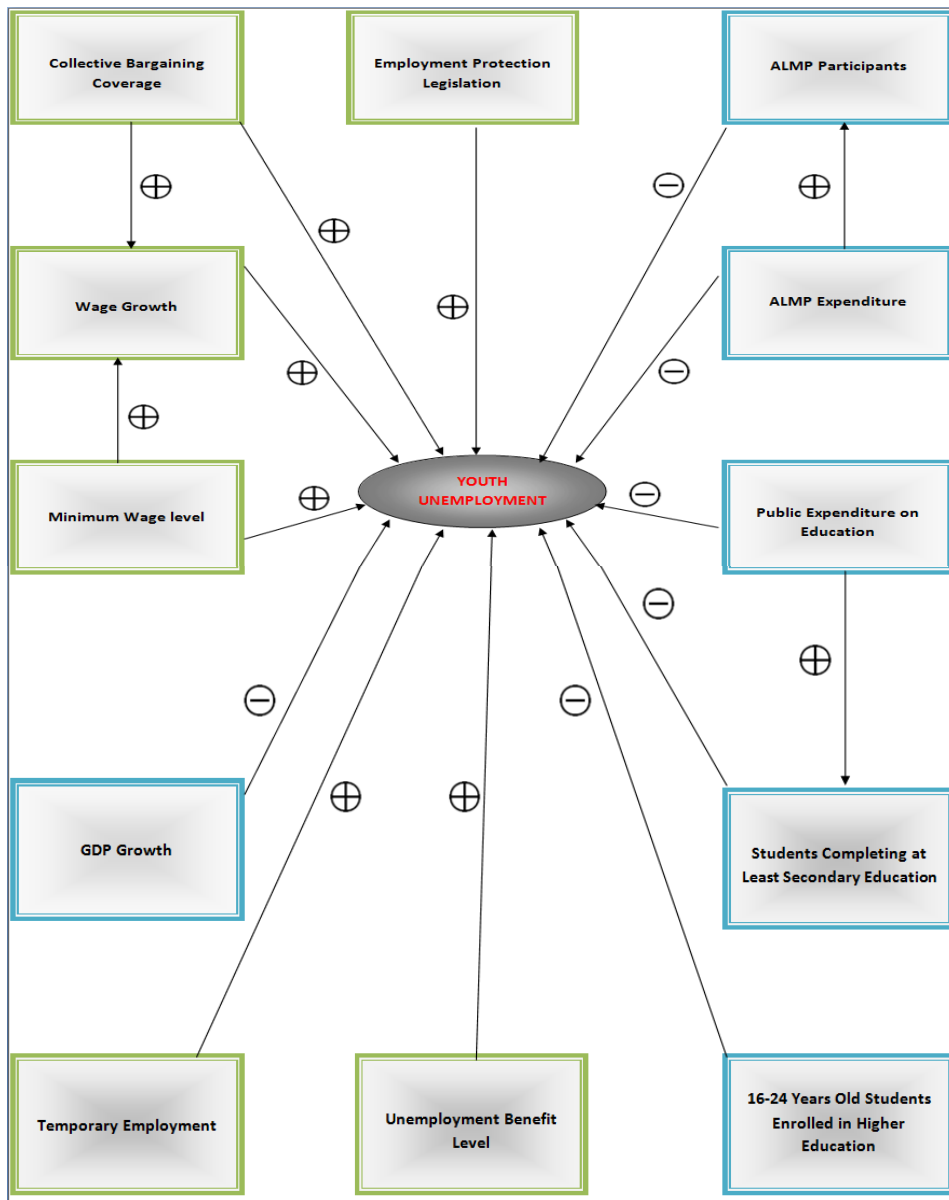 Collective Bargaining
Coverage
Employment Protection
Legislation
ALMP Participants
Wage Growth
ALMP Expenditure
YOUTH
UNEMPLOYMENT
Minimum Wage level
Public Expenditure on
Education
GDP Growth
Students Completing at
Least Secondary Education
Temporary Employment
Unemployment Benefit
Level
16-24 Years Old Students
Enrolled in Higher
Education